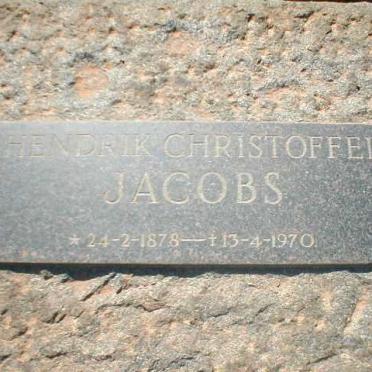 HENDRIK CHRISTOFFEL
JACOBS
* 24-2-1878 — † 13-4-1970